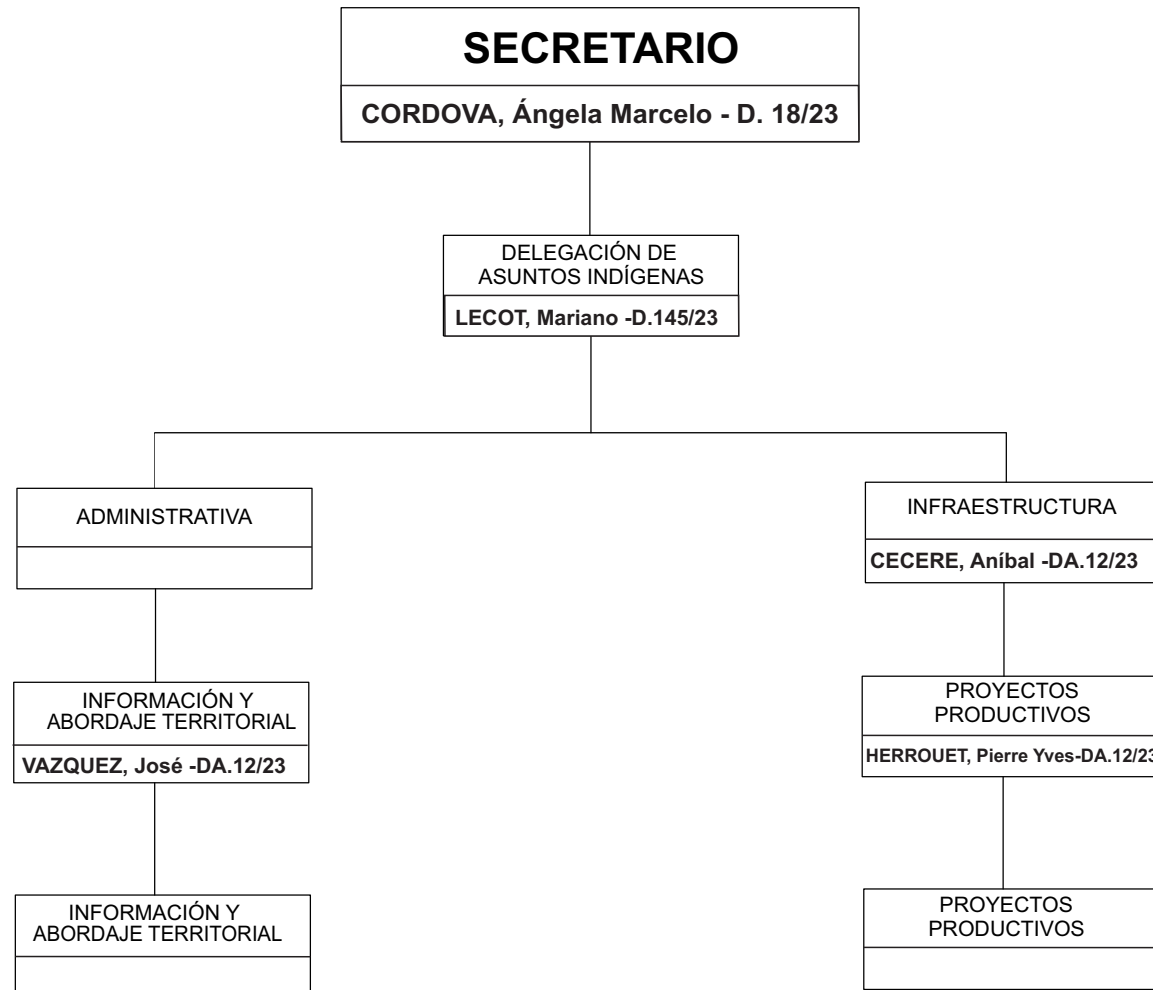 SECRETARIO
CORDOVA, Ángela Marcelo - D. 18/23
DELEGACIÓN DE
ASUNTOS INDÍGENAS
LECOT, Mariano -D.145/23
ADMINISTRATIVA
INFRAESTRUCTURA
CECERE, Aníbal -DA.12/23
INFORMACIÓN Y
ABORDAJE TERRITORIAL
VAZQUEZ, José -DA.12/23
PROYECTOS
PRODUCTIVOS
HERROUET, Pierre Yves-DA.12/23
INFORMACIÓN Y
ABORDAJE TERRITORIAL
PROYECTOS
PRODUCTIVOS